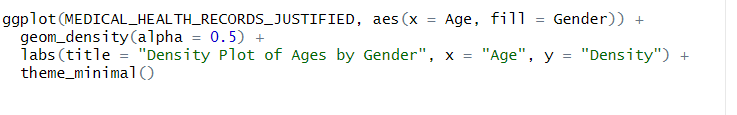 ggplot(MEDICAL_HEALTH_RECORDS_JUSTIFIED, aes(x = Age, fill = Gender)) +
  geom_density(alpha = 0.5) +
  labs(title = "Density Plot of Ages by Gender", x = "Age", y = "Density") +
  theme_minimal()